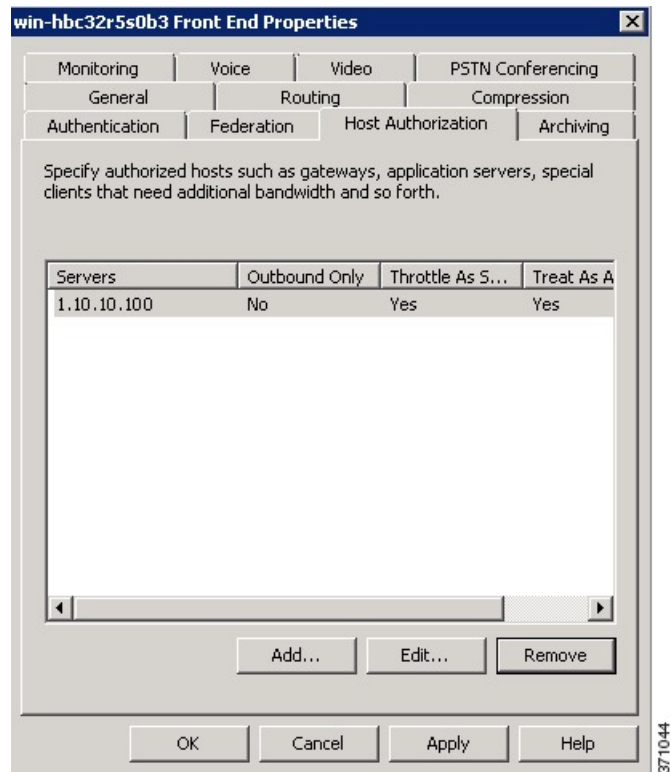 win-hbc32r5s0b3 Front End Properties
Monitoring Voice Video PSTN Conferencing
General Routing Compression
Authentication Federation Host Authorization Archiving
Specify authorized hosts such as gateways, application servers, special
clients that need additional bandwidth and so forth.
Servers Outbound Only Throttle As S... Treat As A
1.10.10.100 No Yes Yes
Add... Edit... Remove
OK Cancel Apply Help
371044